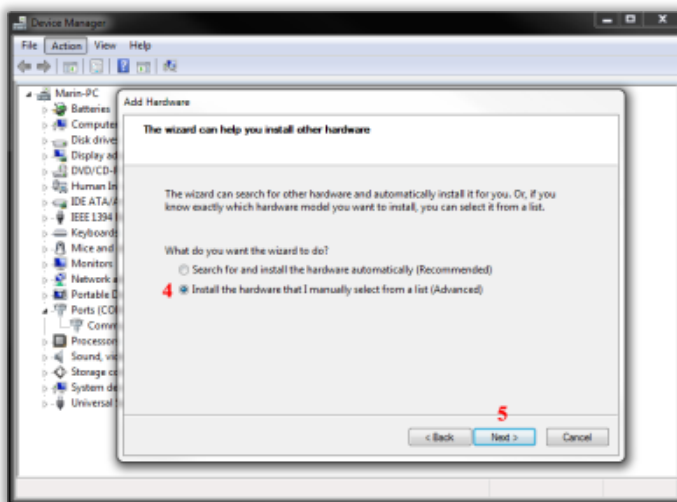 Device Manager
File Action View Help
Marin-PC
Batteries
Compute
Disk drive
Display ad
DVD/CD-R
Human In
IDE ATA/A
IEEE 1394
Keyboards
Mice and
Monitors
Network a
Portable D
Ports (CO
Comm
Processor
Sound, vid
Storage co
System de
Universal
Add Hardware
The wizard can help you install other hardware
The wizard can search for other hardware and automatically install it for you. Or, if you
know exactly which hardware model you want to install, you can select it from a list.
What do you want the wizard to do?
Search for and install the hardware automatically (Recommended)
4 Install the hardware that I manually select from a list (Advanced)
5
< Back Next > Cancel